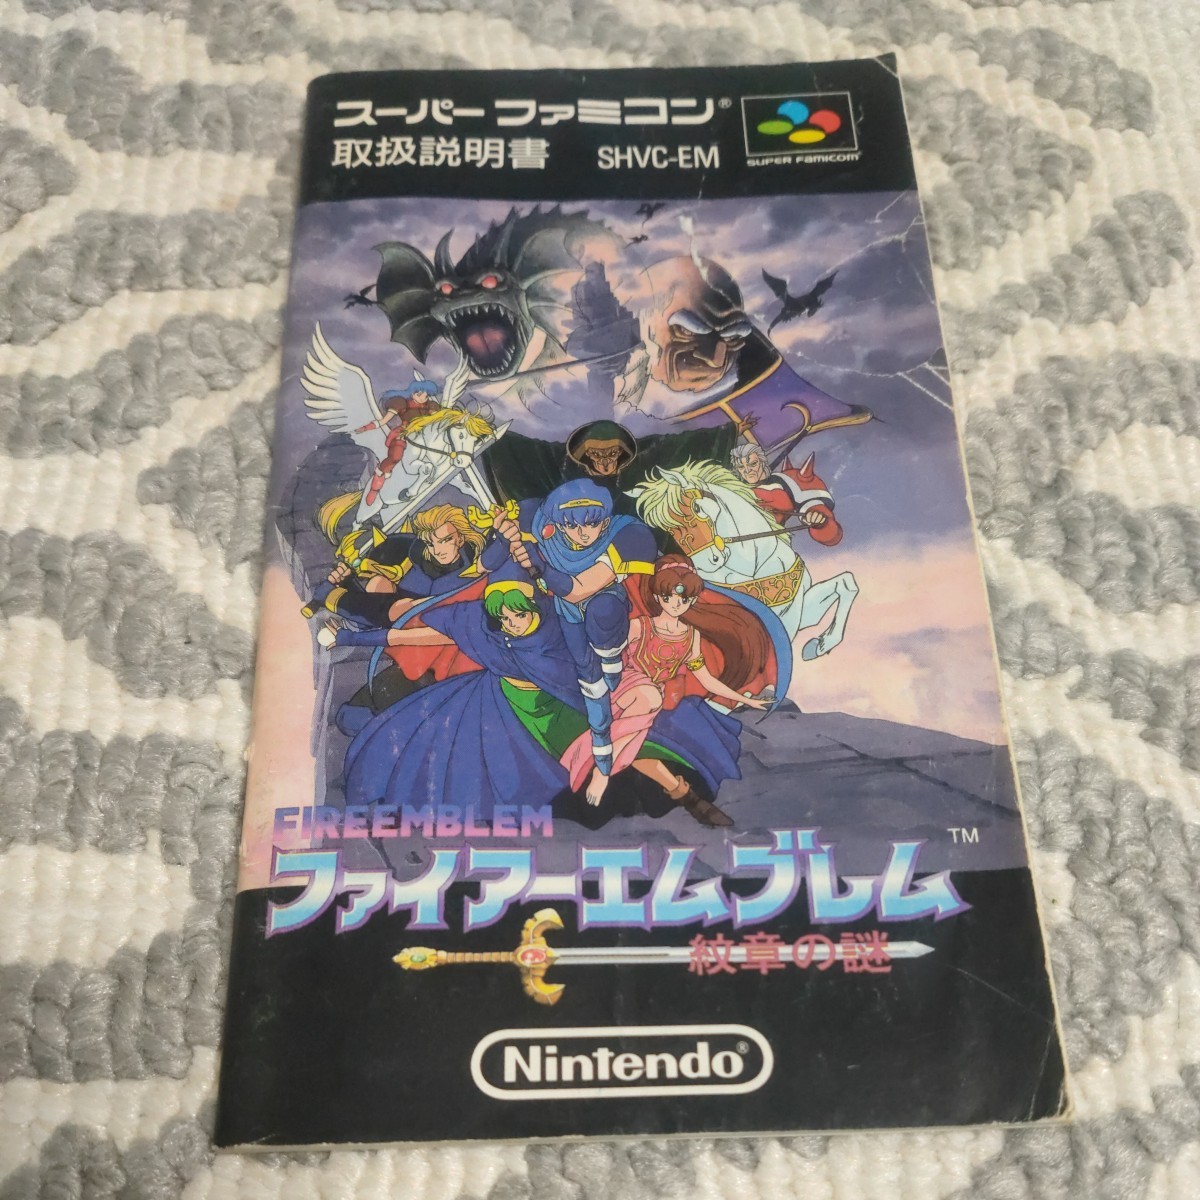 スーパーファミコン®
取扱説明書 SHVC-EM
SUPER FAMICOM
FIREEMBLEM
ファイアーエムブレム™
紋章の謎
Nintendo®